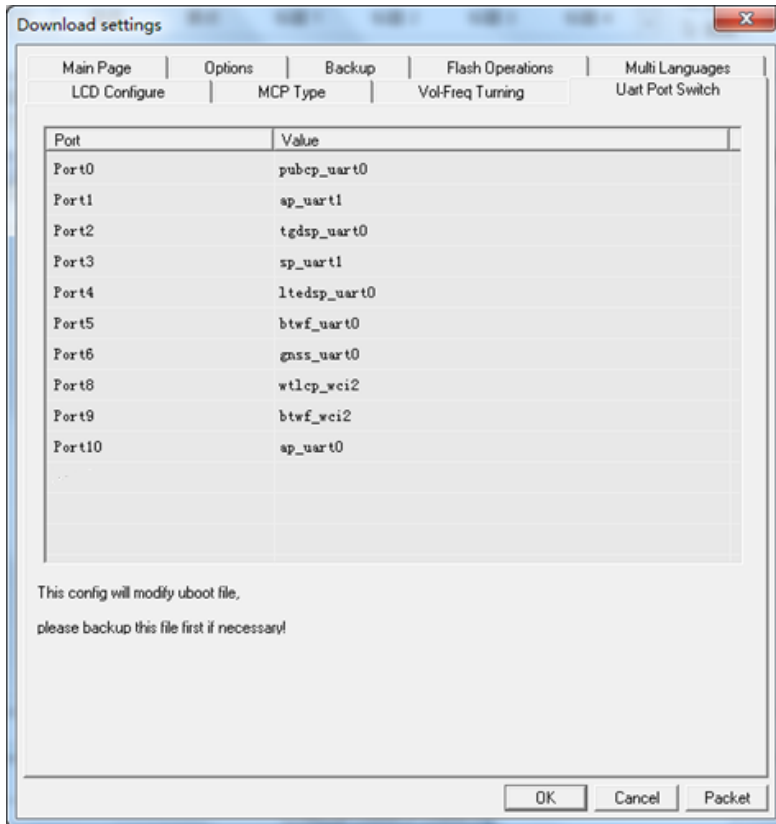 Download settings
Main Page Options Backup Flash Operations Multi Languages
LCD Configure MCP Type Vol-Freq Turning Uart Port Switch
Port Value
Port0 pubcp_uart0
Port1 ap_uart1
Port2 tgdsp_uart0
Port3 sp_uart1
Port4 ltedsp_uart0
Port5 btwf_uart0
Port6 gnss_uart0
Port8 wtlcp_wci2
Port9 btwf_wci2
Port10 ap_uart0
This config will modify uboot file,
please backup this file first if necessary!
OK Cancel Packet